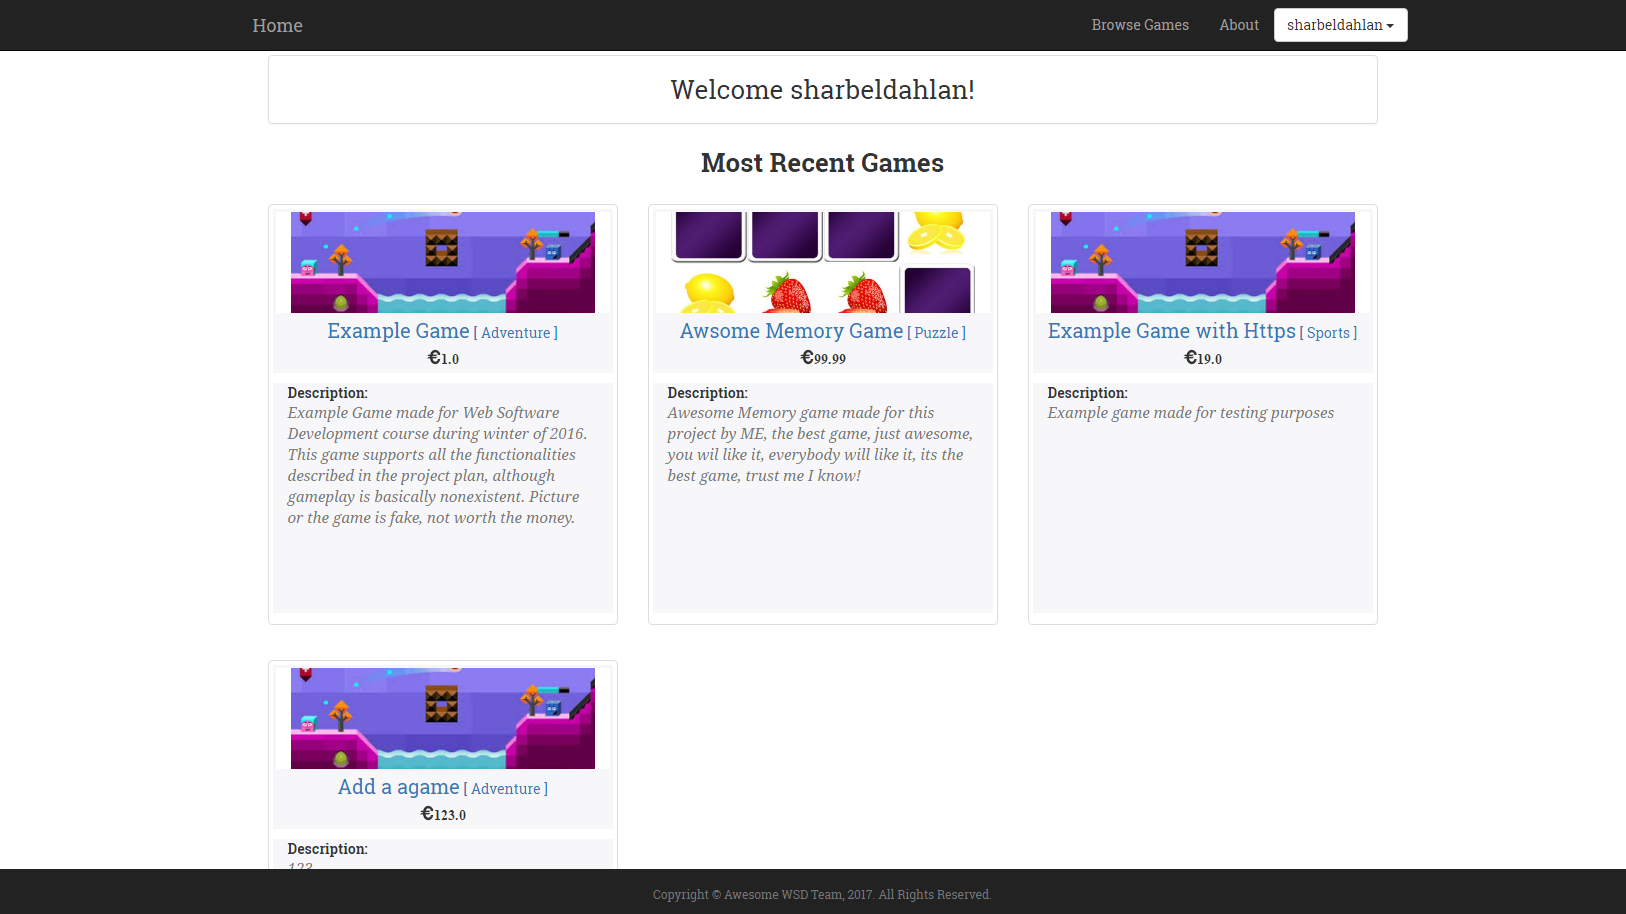 Home Browse Games About sharbeldahlan
Welcome sharbeldahlan!
Most Recent Games
Example Game [ Adventure ]
€1.0
Description:
Example Game made for Web Software
Development course during winter of 2016.
This game supports all the functionalities
described in the project plan, although
gameplay is basically nonexistent. Picture
or the game is fake, not worth the money.
Awsome Memory Game [ Puzzle ]
€99.99
Description:
Awesome Memory game made for this
project by ME, the best game, just awesome,
you wil like it, everybody will like it, its the
best game, trust me I know!
Example Game with Https [ Sports ]
€19.0
Description:
Example game made for testing purposes
Add a agame [ Adventure ]
€123.0
Description:
123
Copyright © Awesome WSD Team, 2017. All Rights Reserved.